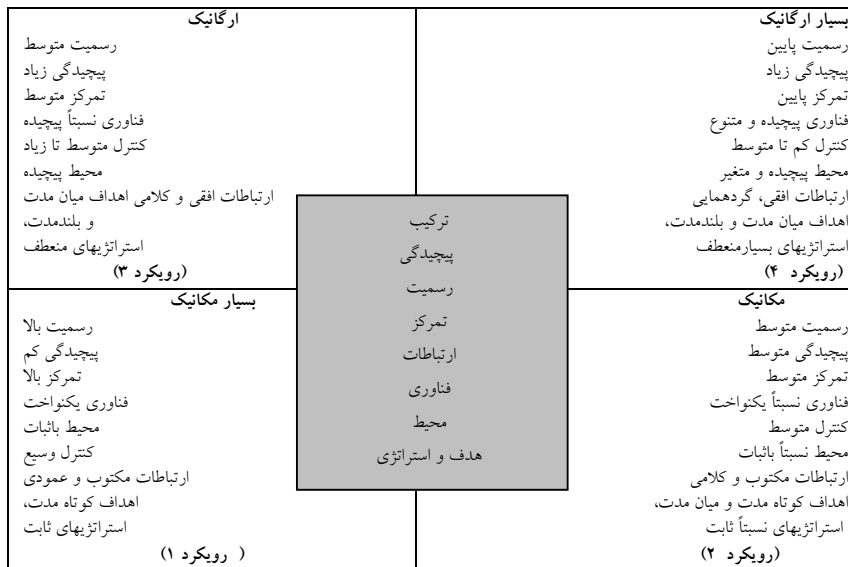 بسیار ارگانیک
رسمیت پایین
پیچیدگی زیاد
تمرکز پایین
فناوری پیچیده و متنوع
کنترل کم تا متوسط
محیط پیچیده و متغیر
ارتباطات افقی، گردهمایی
اهداف میان مدت و بلندمدت،
استراتژیهای بسیارمنعطف
(رویکرد ۴)
ارگانیک
رسمیت متوسط
پیچیدگی زیاد
تمرکز متوسط
فناوری نسبتاً پیچیده
کنترل متوسط تا زیاد
محیط پیچیده
ارتباطات افقی و کلامی اهداف میان مدت
و بلندمدت،
استراتژیهای منعطف
(رویکرد ۳)
ترکیب
پیچیدگی
رسمیت
تمرکز
ارتباطات
فناوری
محیط
هدف و استراتژی
مکانیک
رسمیت متوسط
پیچیدگی متوسط
تمرکز متوسط
فناوری نسبتاً یکنواخت
کنترل متوسط
محیط نسبتاً باثبات
ارتباطات مکتوب و کلامی
اهداف کوتاه مدت و میان مدت،
استراتژیهای نسبتاً ثابت
(رویکرد ۲)
بسیار مکانیک
رسمیت بالا
پیچیدگی کم
تمرکز بالا
فناوری یکنواخت
محیط باثبات
کنترل وسیع
ارتباطات مکتوب و عمودی
اهداف کوتاه مدت،
استراتژیهای ثابت
( رویکرد ۱)